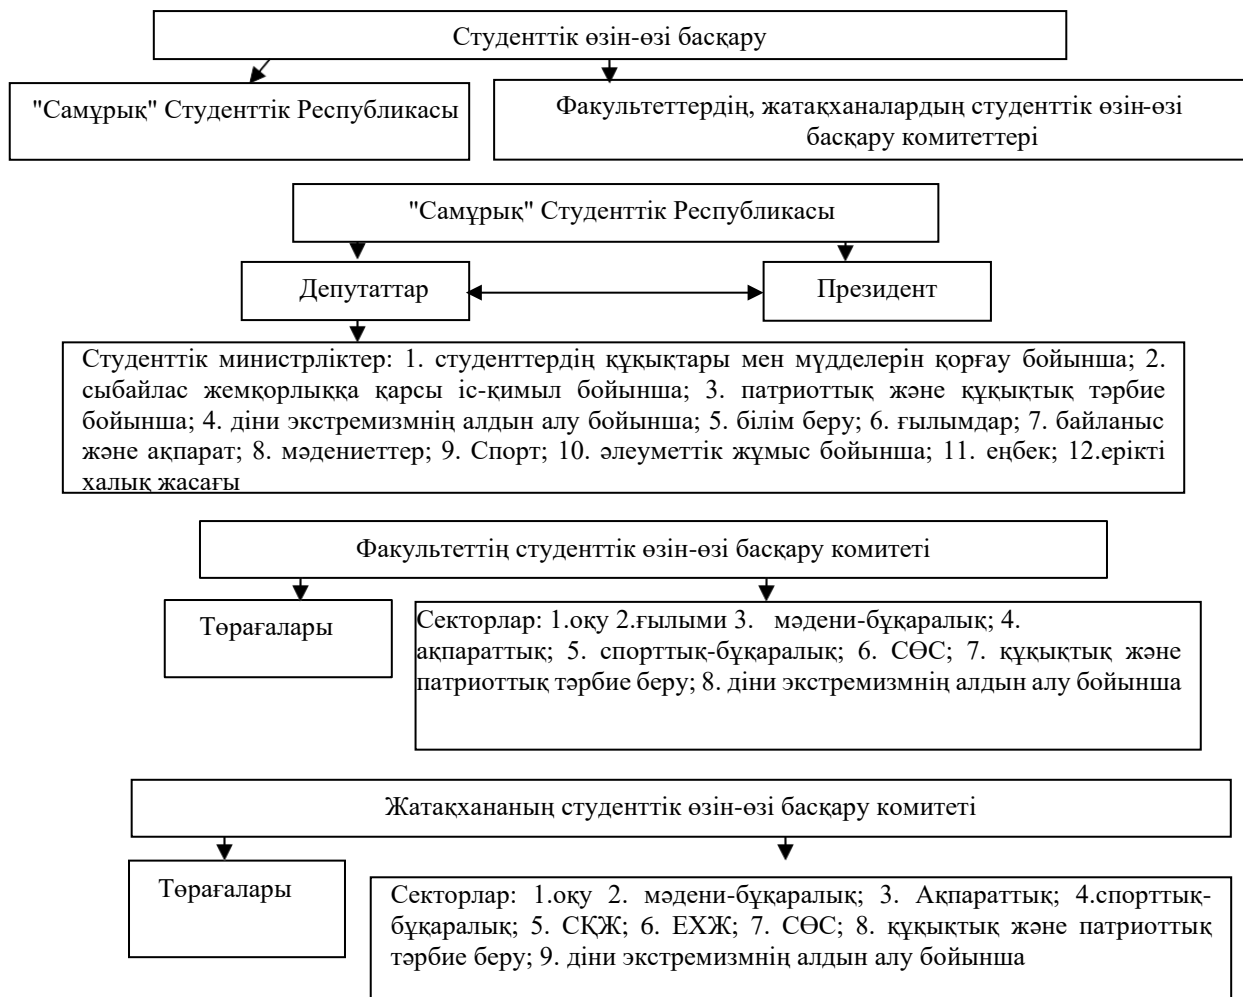 Студенттік өзін-өзі басқару
"Самұрық" Студенттік Республикасы
Факультеттердің, жатақханалардың студенттік өзін-өзі
басқару комитеттері
"Самұрық" Студенттік Республикасы
Депутаттар
Президент
Студенттік министрліктер: 1. студенттердің құқықтары мен мүдделерін қорғау бойынша; 2.
сыбайлас жемқорлыққа қарсы іс-қимыл бойынша; 3. патриоттық және құқықтық тәрбие
бойынша; 4. діни экстремизмнің алдын алу бойынша; 5. білім беру; 6. ғылымдар; 7. байланыс
және ақпарат; 8. мәдениеттер; 9. Спорт; 10. әлеуметтік жұмыс бойынша; 11. еңбек; 12.ерікті
халық жасағы
Факультеттің студенттік өзін-өзі басқару комитеті
Төрағалары
Секторлар: 1.оқу 2.ғылыми 3. мәдени-бұқаралық; 4.
ақпараттық; 5. спорттық-бұқаралық; 6. СӨС; 7. құқықтық және
патриоттық тәрбие беру; 8. діни экстремизмнің алдын алу бойынша
Жатақхананың студенттік өзін-өзі басқару комитеті
Төрағалары
Секторлар: 1.оқу 2. мәдени-бұқаралық; 3. Ақпараттық; 4.спорттық-
бұқаралық; 5. СҚЖ; 6. ЕХЖ; 7. СӨС; 8. құқықтық және патриоттық
тәрбие беру; 9. діни экстремизмнің алдын алу бойынша